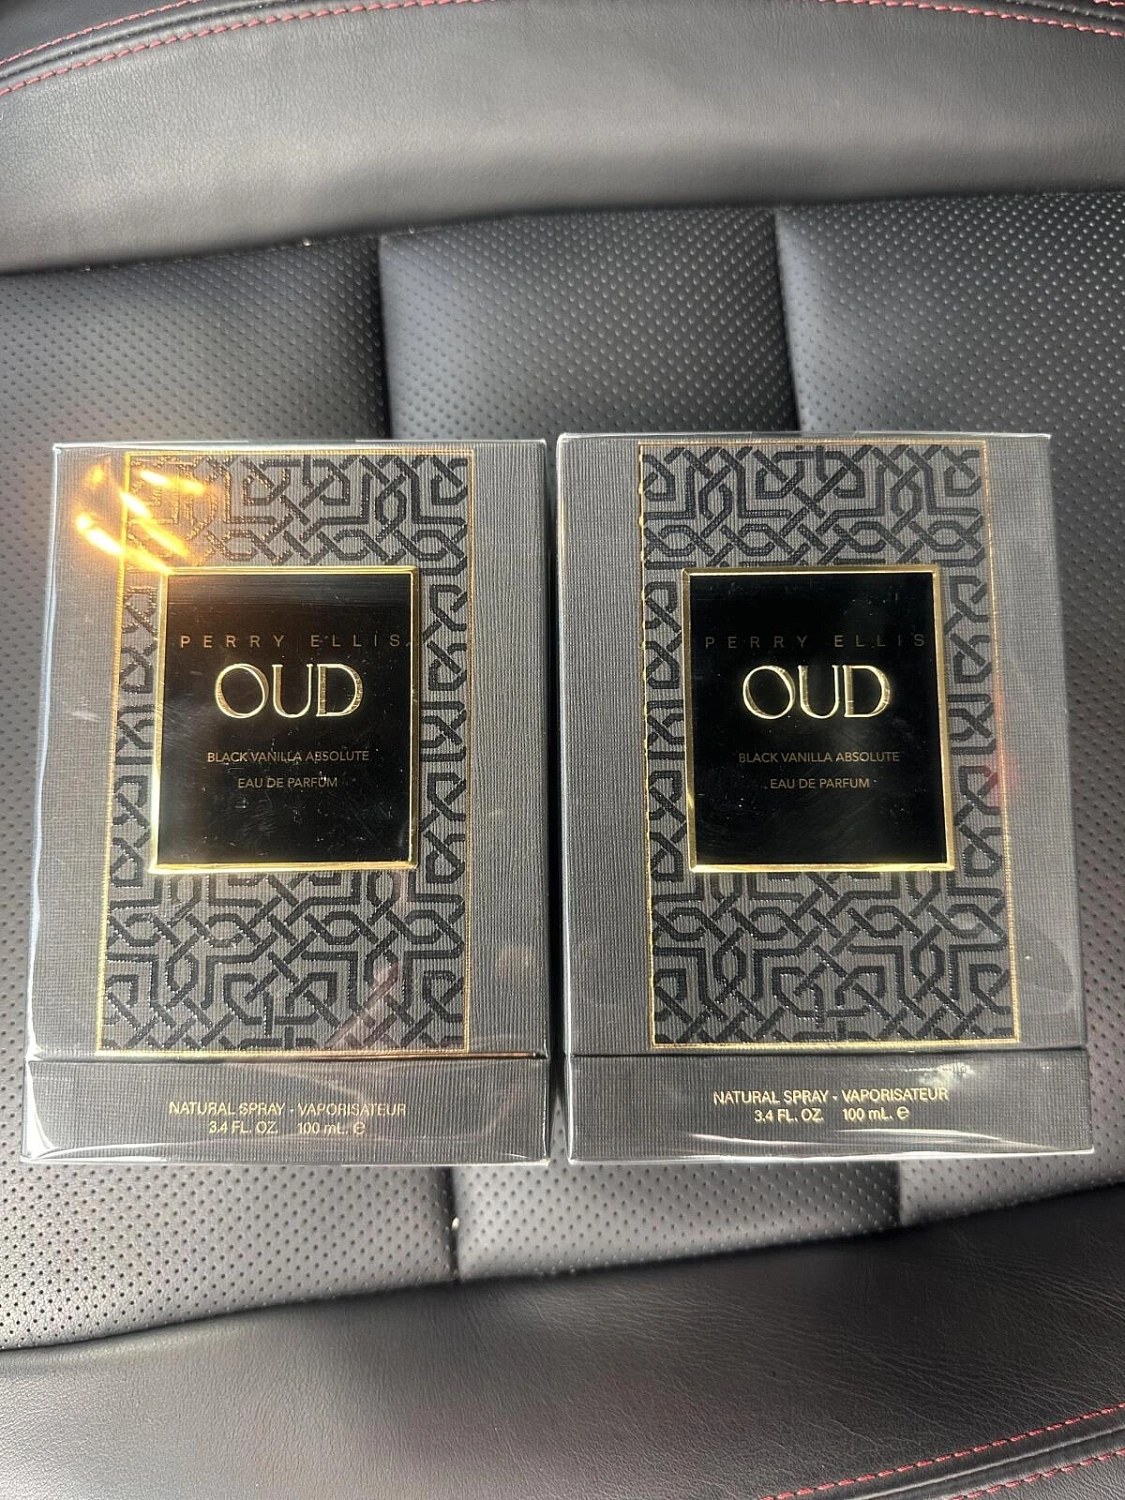 PERRY ELLIS
OUD
BLACK VANILLA ABSOLUTE
EAU DE PARFUM
NATURAL SPRAY - VAPORISATEUR
3.4 FL. OZ. 100 mL. ℮
PERRY ELLIS
OUD
BLACK VANILLA ABSOLUTE
EAU DE PARFUM
NATURAL SPRAY - VAPORISATEUR
3.4 FL. OZ. 100 mL. ℮